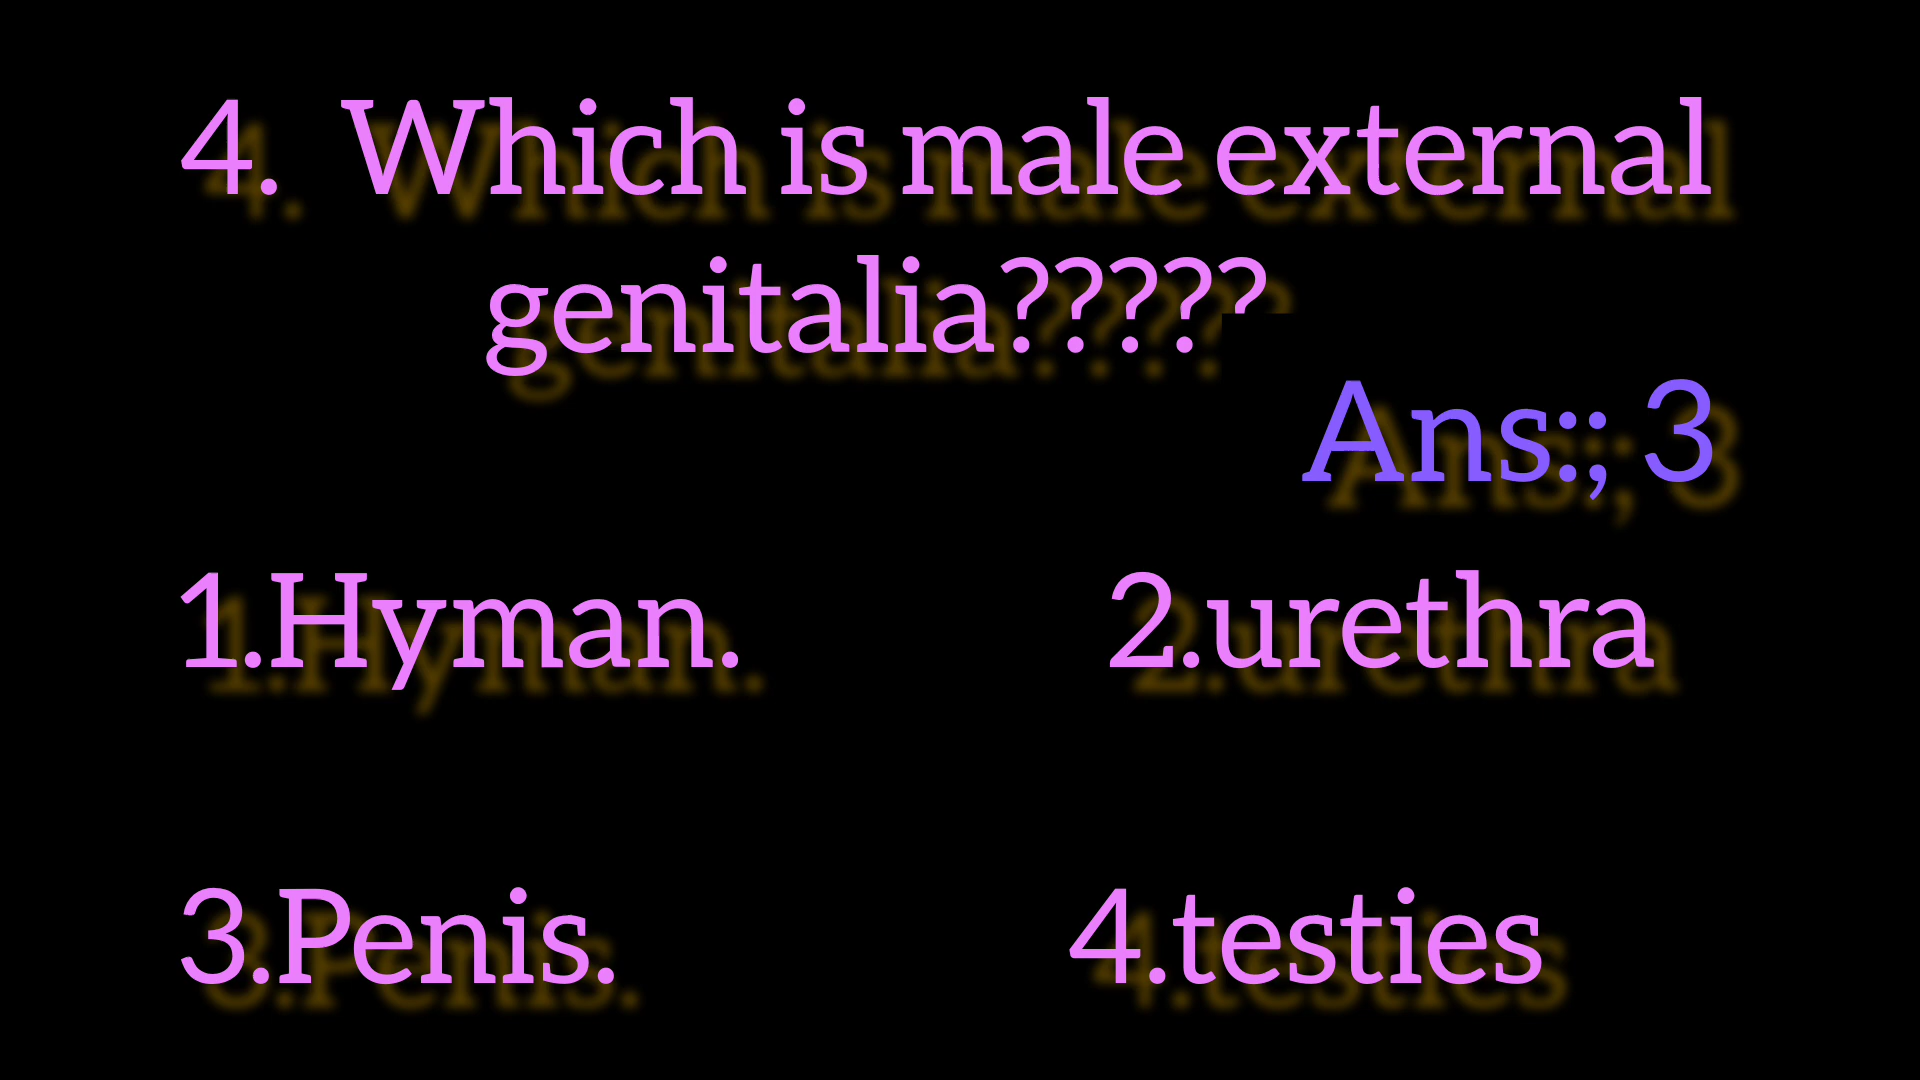 4. Which is male external
genitalia?????
Ans:; 3
1.Hyman. 2.urethra
3.Penis. 4.testies